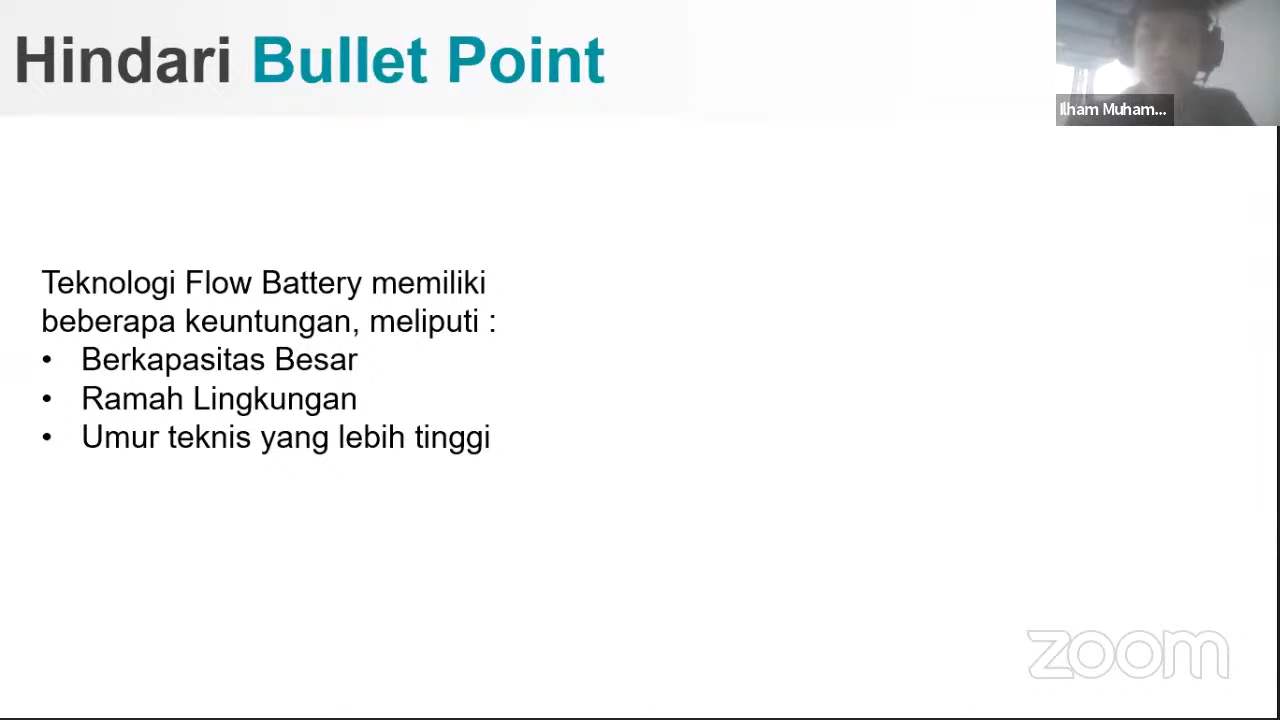 Hindari Bullet Point
Ilham Muham...
Teknologi Flow Battery memiliki
beberapa keuntungan, meliputi :
• Berkapasitas Besar
• Ramah Lingkungan
• Umur teknis yang lebih tinggi
zoom